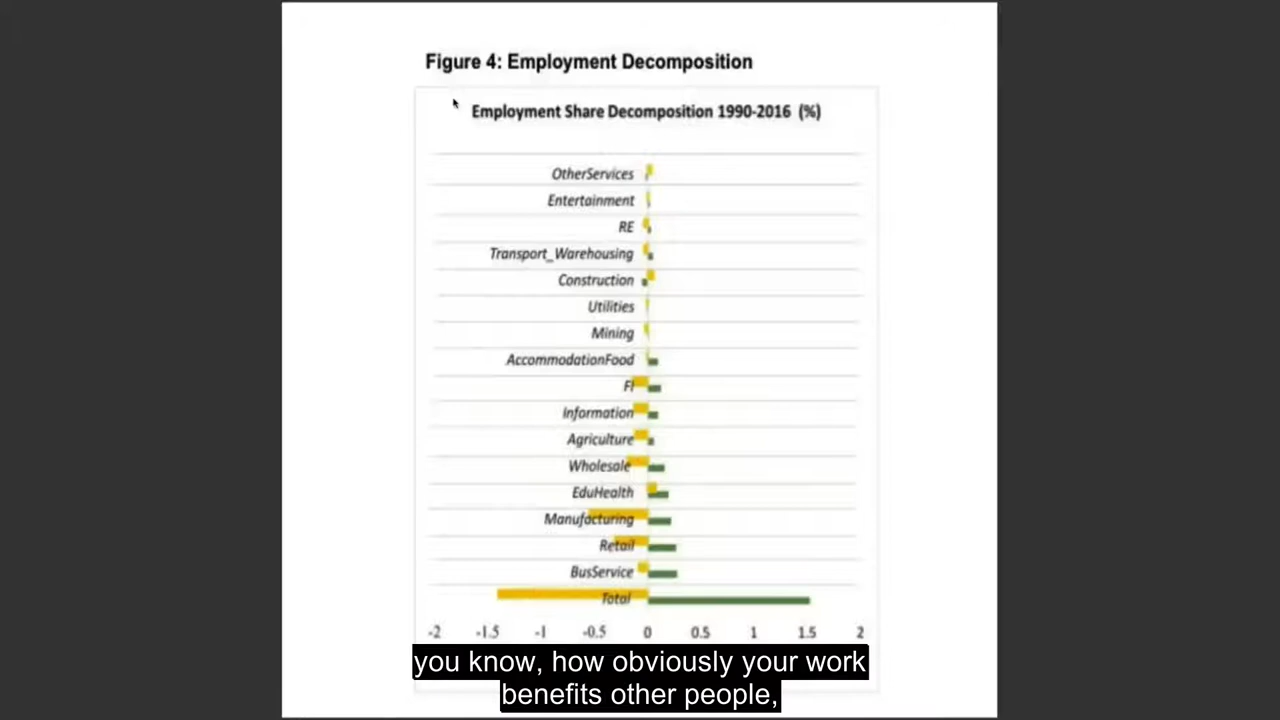 Figure 4: Employment Decomposition
Employment Share Decomposition 1990-2016 (%)
OtherServices
Entertainment
RE
Transport_Warehousing
Construction
Utilities
Mining
AccommodationFood
FI
Information
Agriculture
Wholesale
EduHealth
Manufacturing
Retail
BusService
Total
-2 -1.5 -1 -0.5 0 0.5 1 1.5 2
you know, how obviously your work
benefits other people,